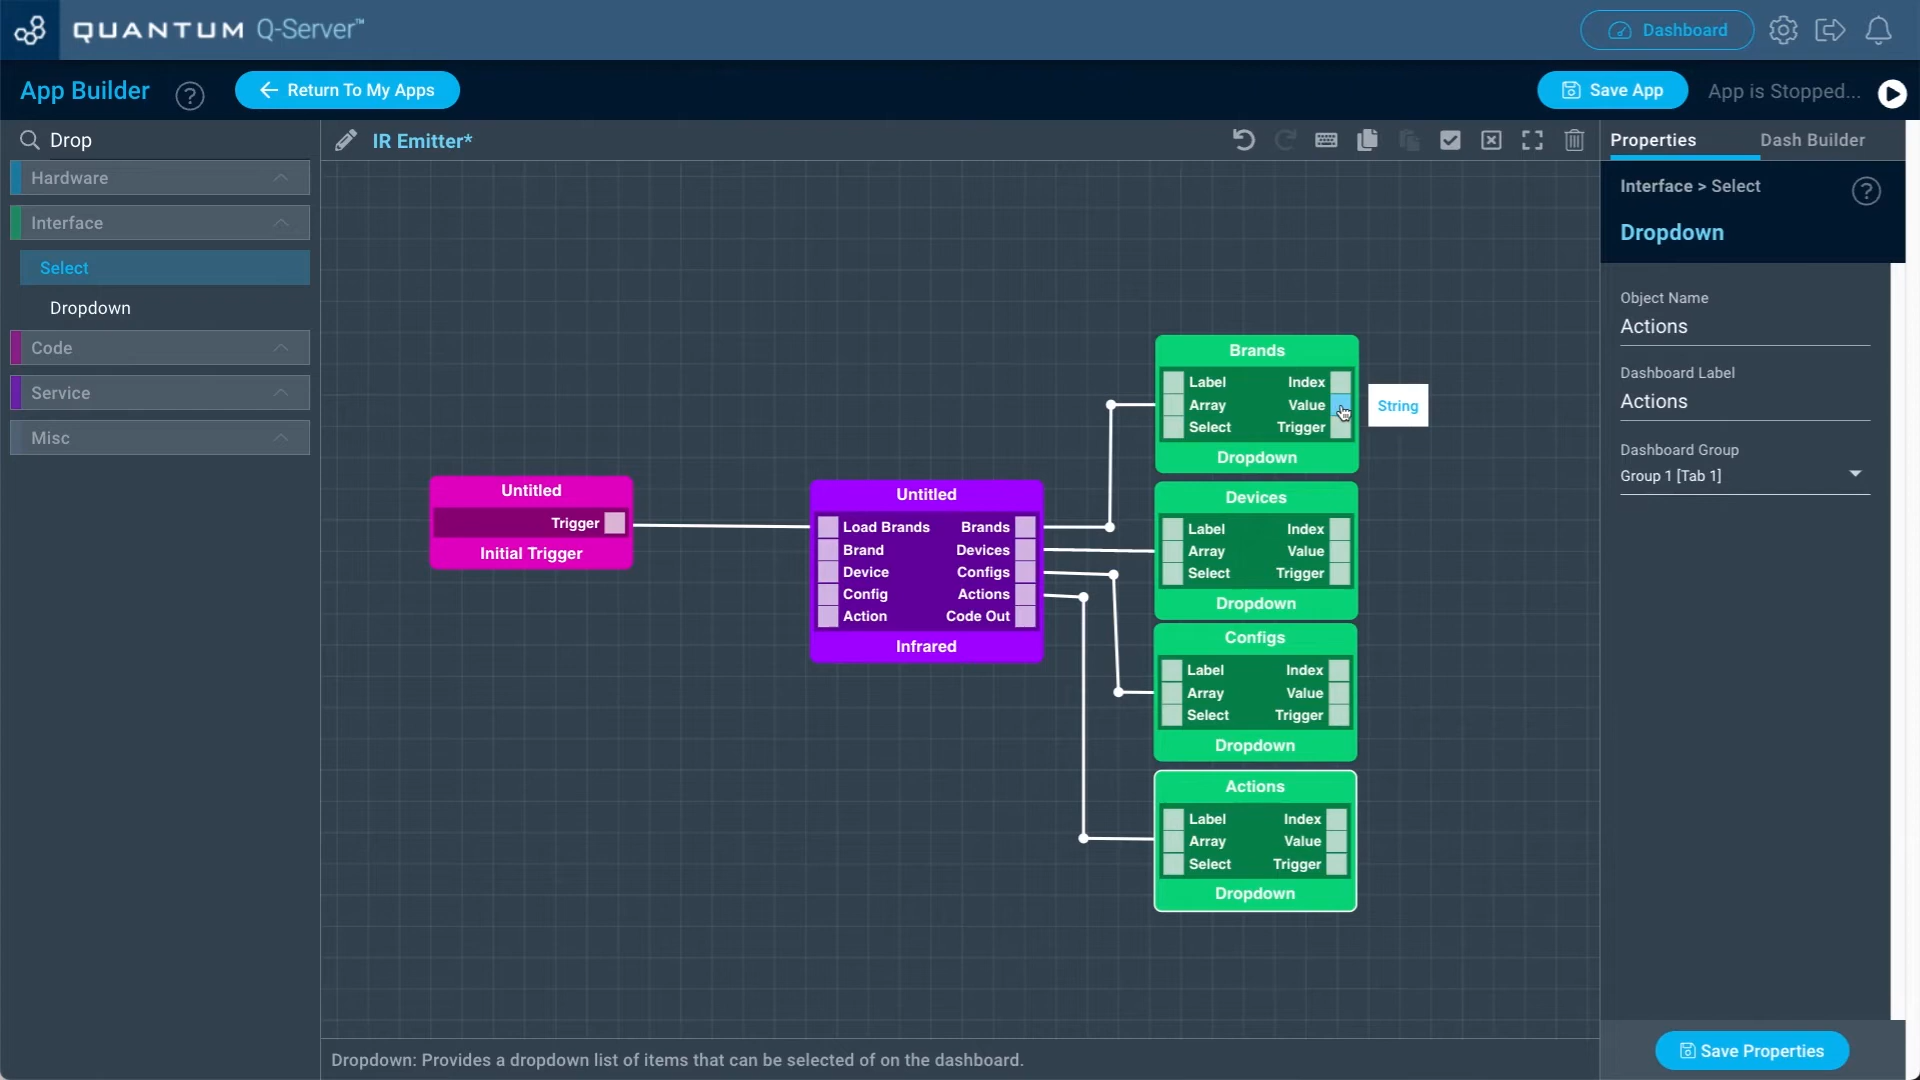 QUANTUM Q-Server™
Dashboard
App Builder
?
Return To My Apps
Save App
App is Stopped...
Drop
Hardware
Interface
Select
Dropdown
Code
Service
Misc
IR Emitter*
Untitled
Trigger
Initial Trigger
Untitled
Load Brands Brands
Brand Devices
Device Configs
Config Actions
Action Code Out
Infrared
Brands
Label Index
Array Value
Select Trigger
Dropdown
String
Devices
Label Index
Array Value
Select Trigger
Dropdown
Configs
Label Index
Array Value
Select Trigger
Dropdown
Actions
Label Index
Array Value
Select Trigger
Dropdown
Dropdown: Provides a dropdown list of items that can be selected of on the dashboard.
Properties
Dash Builder
Interface > Select
?
Dropdown
Object Name
Actions
Dashboard Label
Actions
Dashboard Group
Group 1 [Tab 1]
Save Properties